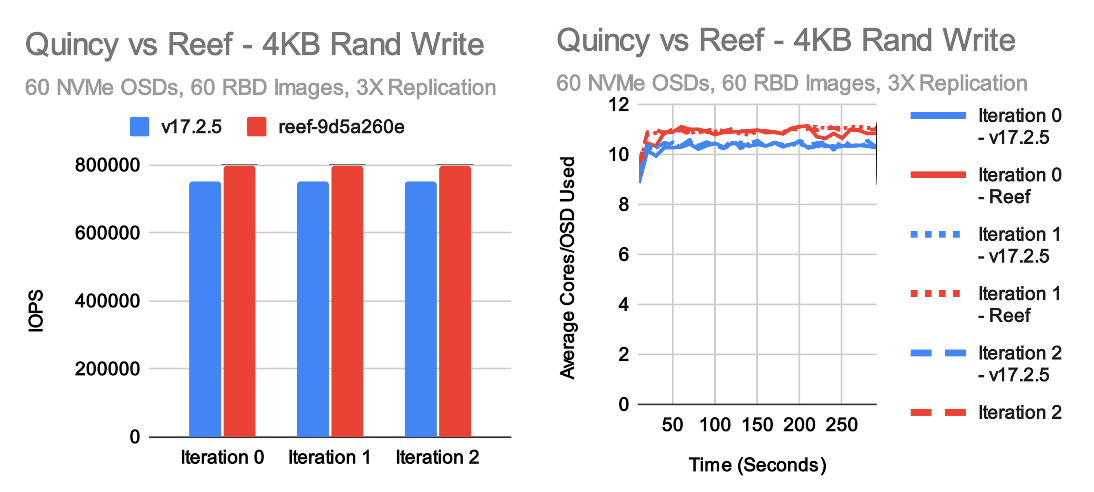 Quincy vs Reef - 4KB Rand Write
60 NVMe OSDs, 60 RBD Images, 3X Replication
v17.2.5 reef-9d5a260e
800000
600000
400000
200000
0
IOPS
Iteration 0 Iteration 1 Iteration 2
Quincy vs Reef - 4KB Rand Write
60 NVMe OSDs, 60 RBD Images, 3X Replication
12
10
8
6
4
2
0
Average Cores/OSD Used
50 100 150 200 250
Time (Seconds)
Iteration 0
- v17.2.5
Iteration 0
- Reef
Iteration 1
- v17.2.5
Iteration 1
- Reef
Iteration 2
- v17.2.5
Iteration 2